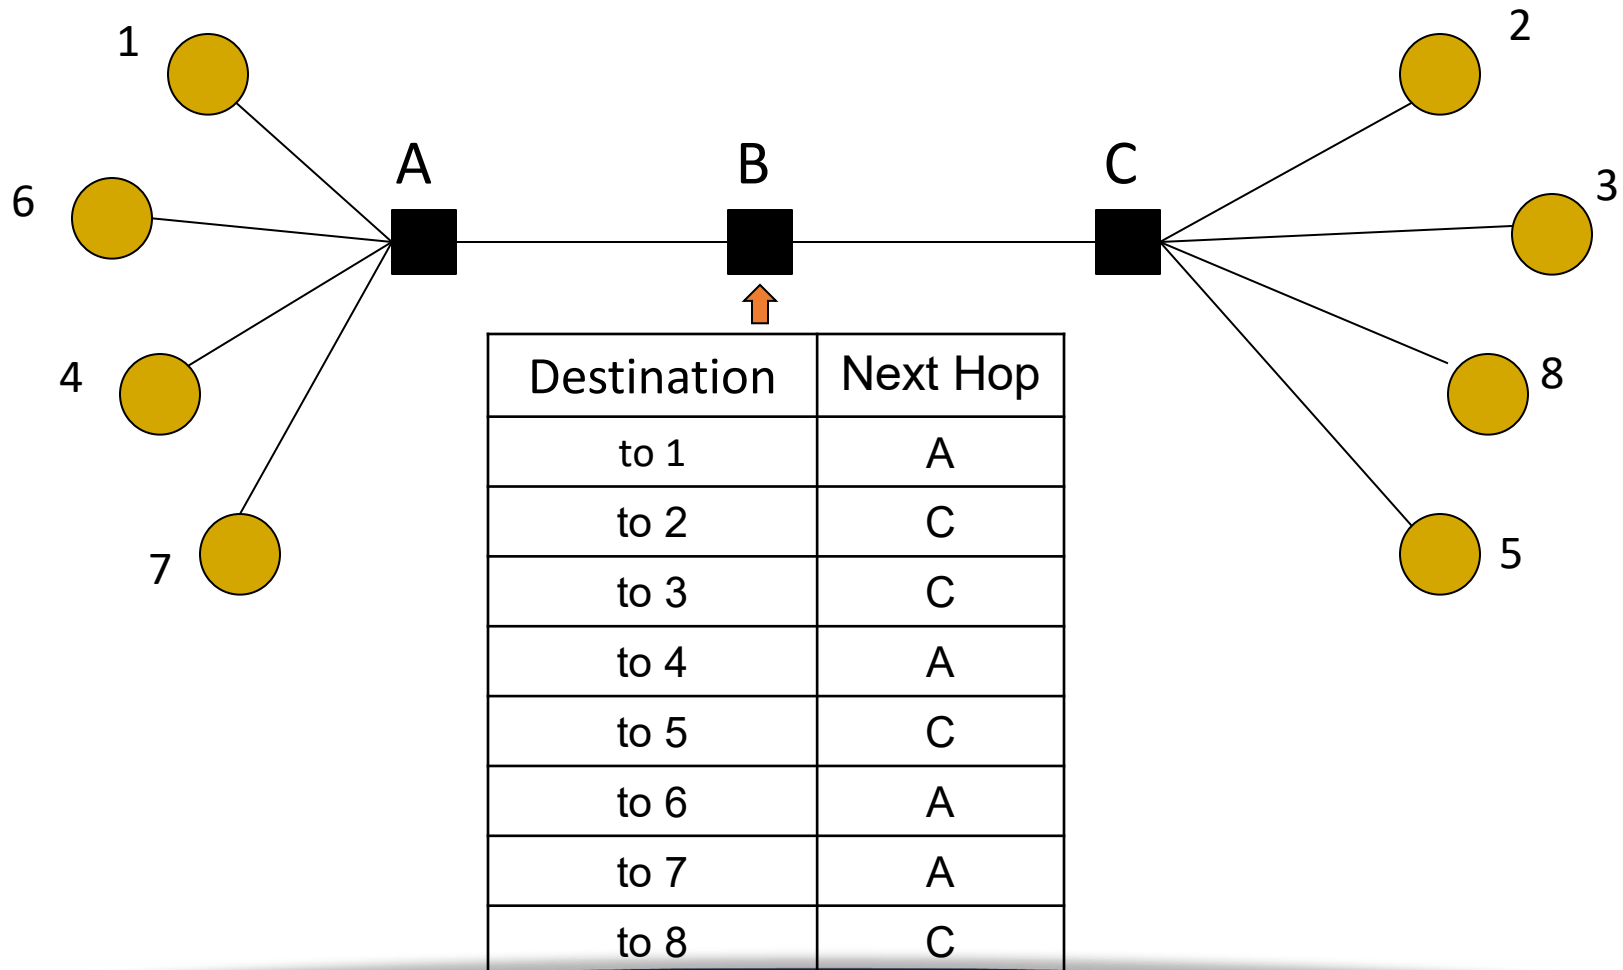 1
2
A
B
C
3
6
4
8
7
5
Destination Next Hop
to 1 A
to 2 C
to 3 C
to 4 A
to 5 C
to 6 A
to 7 A
to 8 C